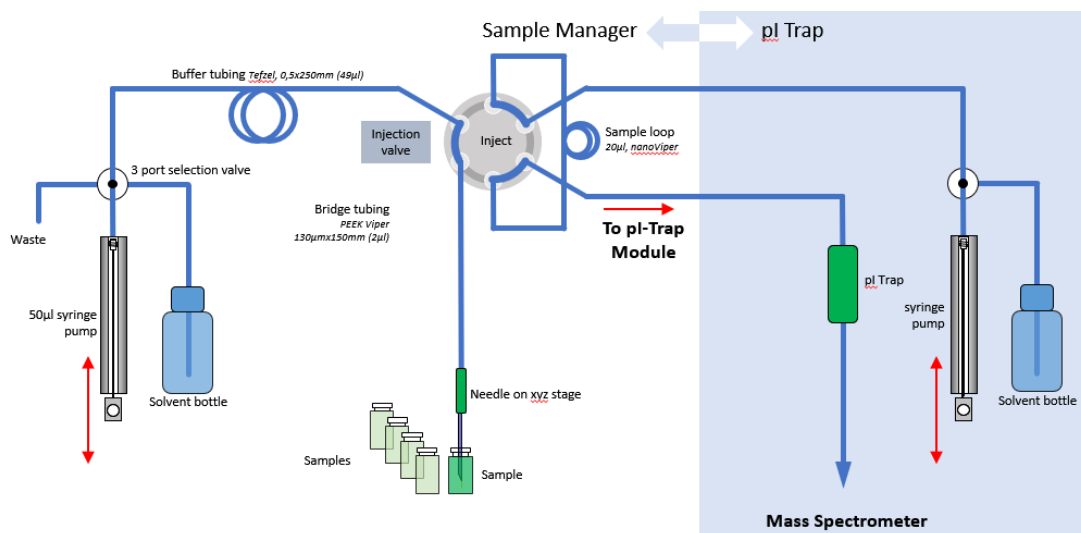 Sample Manager
pI Trap
Buffer tubing Tefzel, 0,5x250mm (49µl)
Injection
valve
Inject
Sample loop
20µl, nanoViper
3 port selection valve
Waste
Bridge tubing
PEEK Viper
130µmx150mm (2µl)
To pI-Trap
Module
pI Trap
50µl syringe
pump
syringe
pump
Solvent bottle
Needle on xyz stage
Solvent bottle
Samples
Sample
Mass Spectrometer